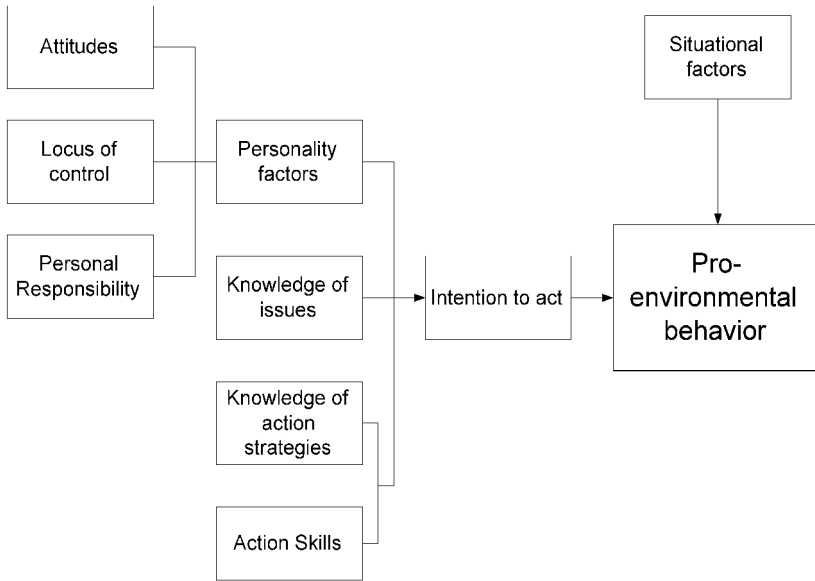 Attitudes
Locus of
control
Personal
Responsibility
Personality
factors
Knowledge of
issues
Knowledge of
action
strategies
Action Skills
Intention to act
Situational
factors
Pro-
environmental
behavior